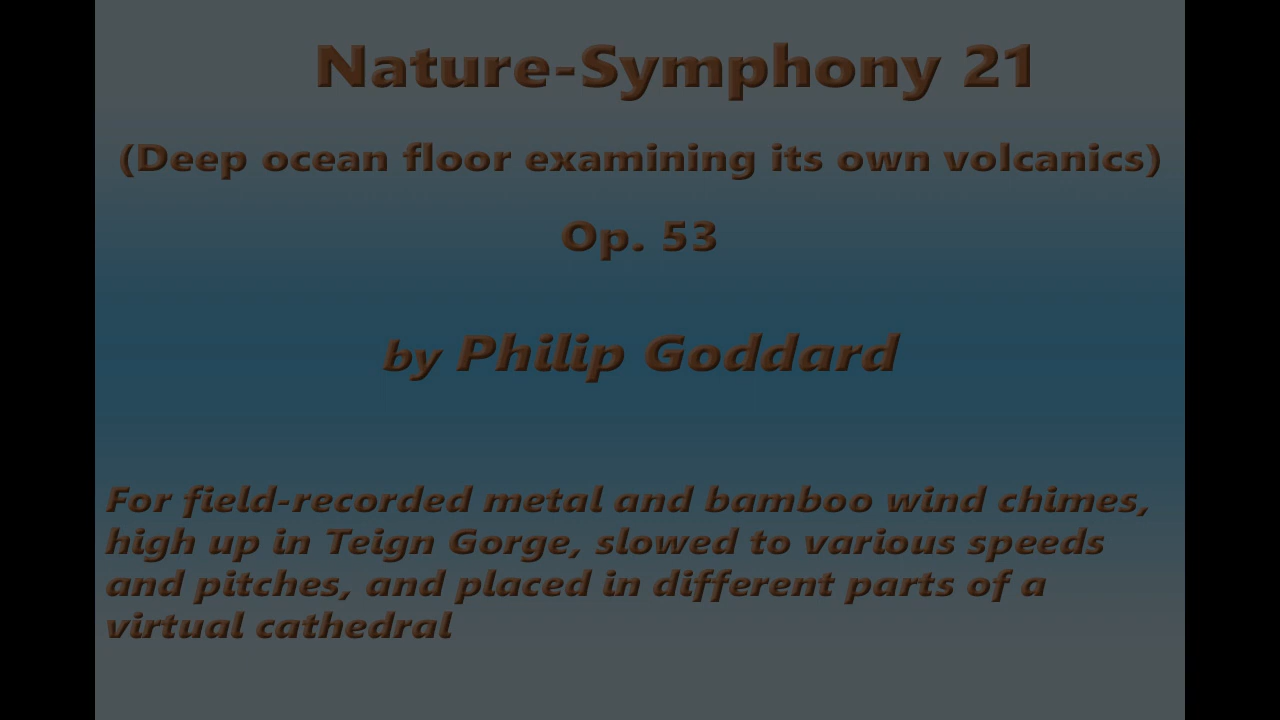 Nature-Symphony 21
(Deep ocean floor examining its own volcanics)
Op. 53
by Philip Goddard
For field-recorded metal and bamboo wind chimes,
high up in Teign Gorge, slowed to various speeds
and pitches, and placed in different parts of a
virtual cathedral